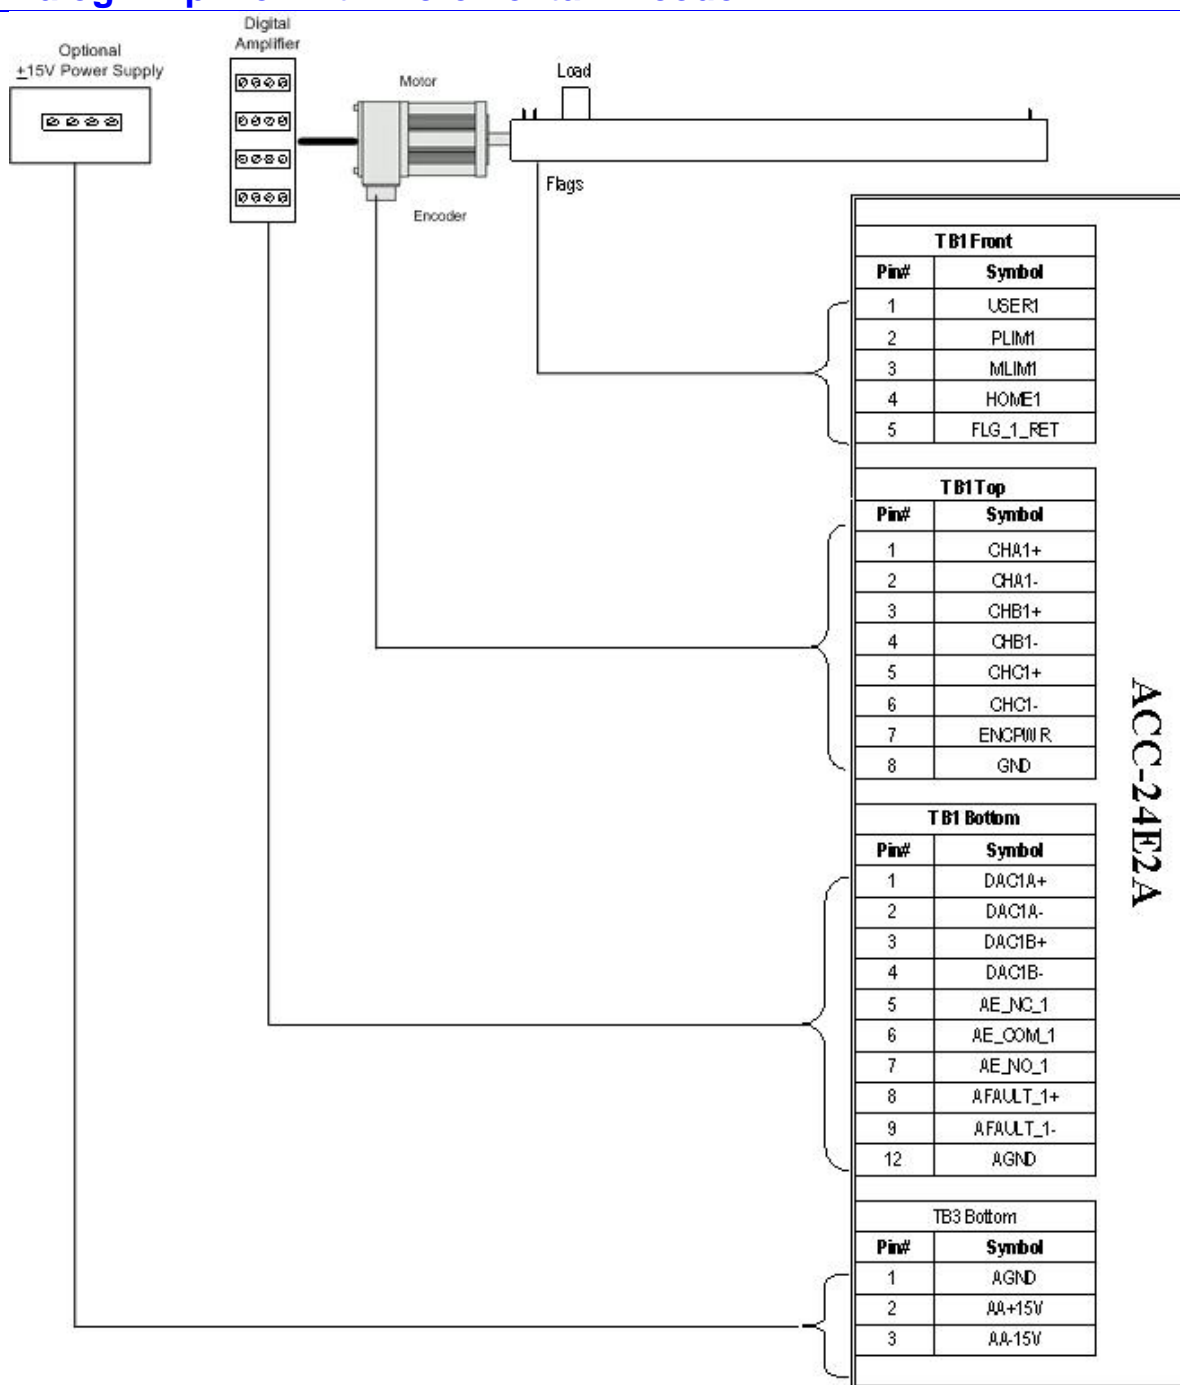 Optional
+15V Power Supply
Digital
Amplifier
Motor
Encoder
Load
Flags
TB1 Front
Pin# Symbol
1 USER1
2 PLIM1
3 MLIM1
4 HOME1
5 FLG_1_RET
TB1 Top
Pin# Symbol
1 CHA1+
2 CHA1-
3 CHB1+
4 CHB1-
5 CHC1+
6 CHC1-
7 ENCPWR
8 GND
TB1 Bottom
Pin# Symbol
1 DAC1A+
2 DAC1A-
3 DAC1B+
4 DAC1B-
5 AE_NC_1
6 AE_COM_1
7 AE_NO_1
8 AFAULT_1+
9 AFAULT_1-
12 AGND
TB3 Bottom
Pin# Symbol
1 AGND
2 AA+15V
3 AA-15V
ACC-24E2A